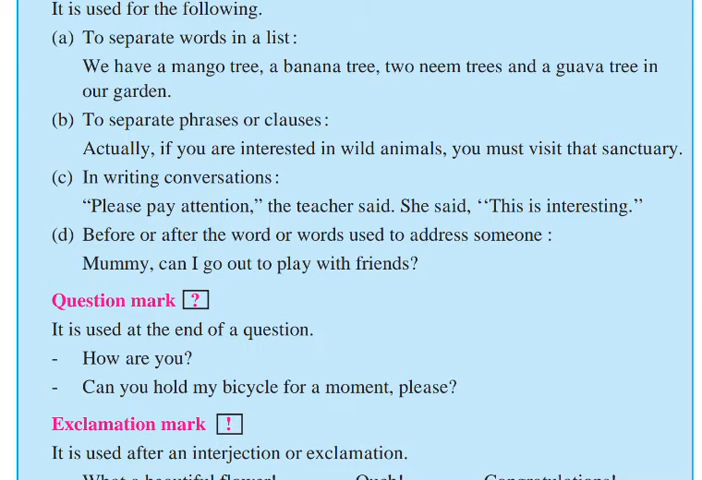 It is used for the following.
(a) To separate words in a list:
We have a mango tree, a banana tree, two neem trees and a guava tree in
our garden.
(b) To separate phrases or clauses:
Actually, if you are interested in wild animals, you must visit that sanctuary.
(c) In writing conversations:
“Please pay attention,” the teacher said. She said, ‘‘This is interesting.’’
(d) Before or after the word or words used to address someone :
Mummy, can I go out to play with friends?
Question mark ?
It is used at the end of a question.
- How are you?
- Can you hold my bicycle for a moment, please?
Exclamation mark !
It is used after an interjection or exclamation.
What a beautiful flower! Ouch! Congratulations!